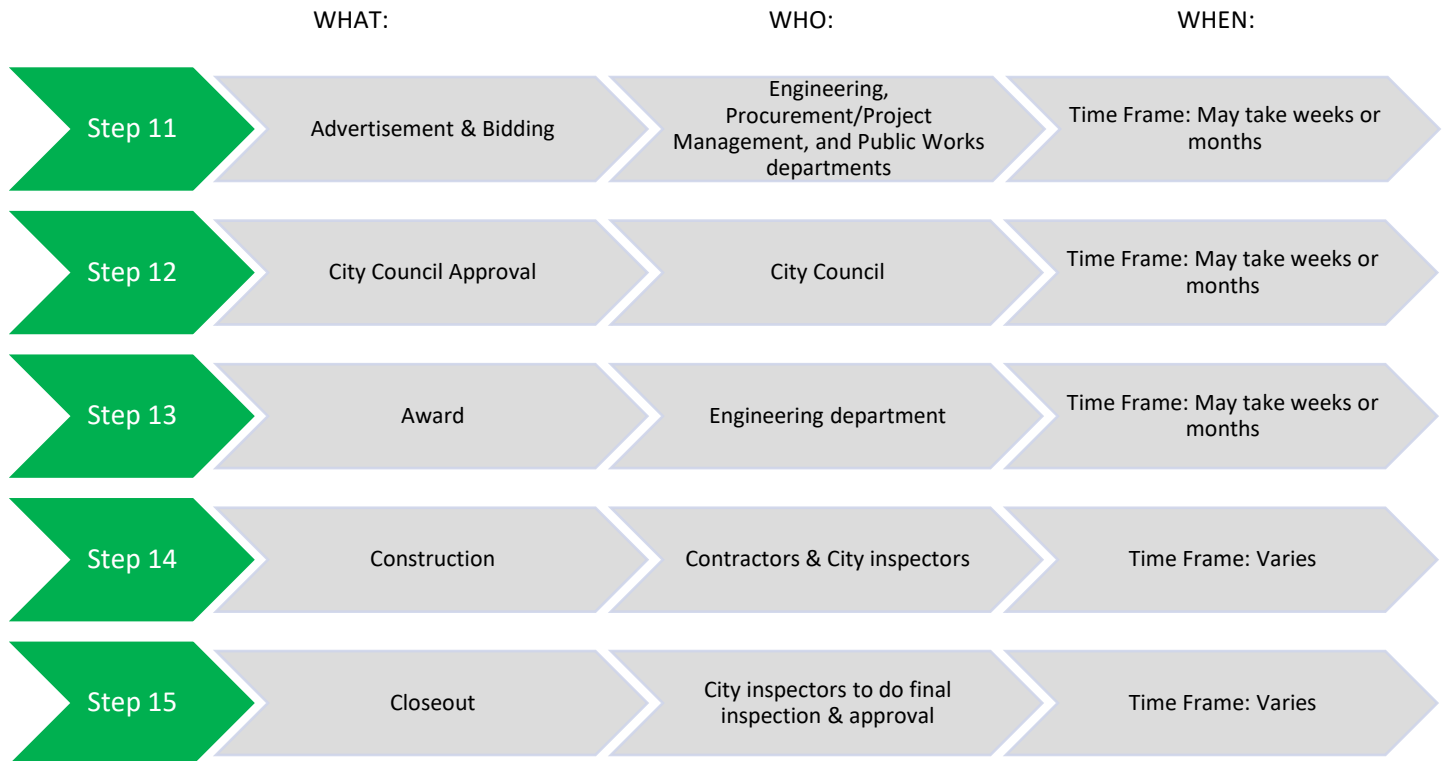 WHAT:
WHO:
WHEN:
Step 11
Advertisement & Bidding
Engineering,
Procurement/Project
Management, and Public Works
departments
Time Frame: May take weeks or
months
Step 12
City Council Approval
City Council
Time Frame: May take weeks or
months
Step 13
Award
Engineering department
Time Frame: May take weeks or
months
Step 14
Construction
Contractors & City inspectors
Time Frame: Varies
Step 15
Closeout
City inspectors to do final
inspection & approval
Time Frame: Varies